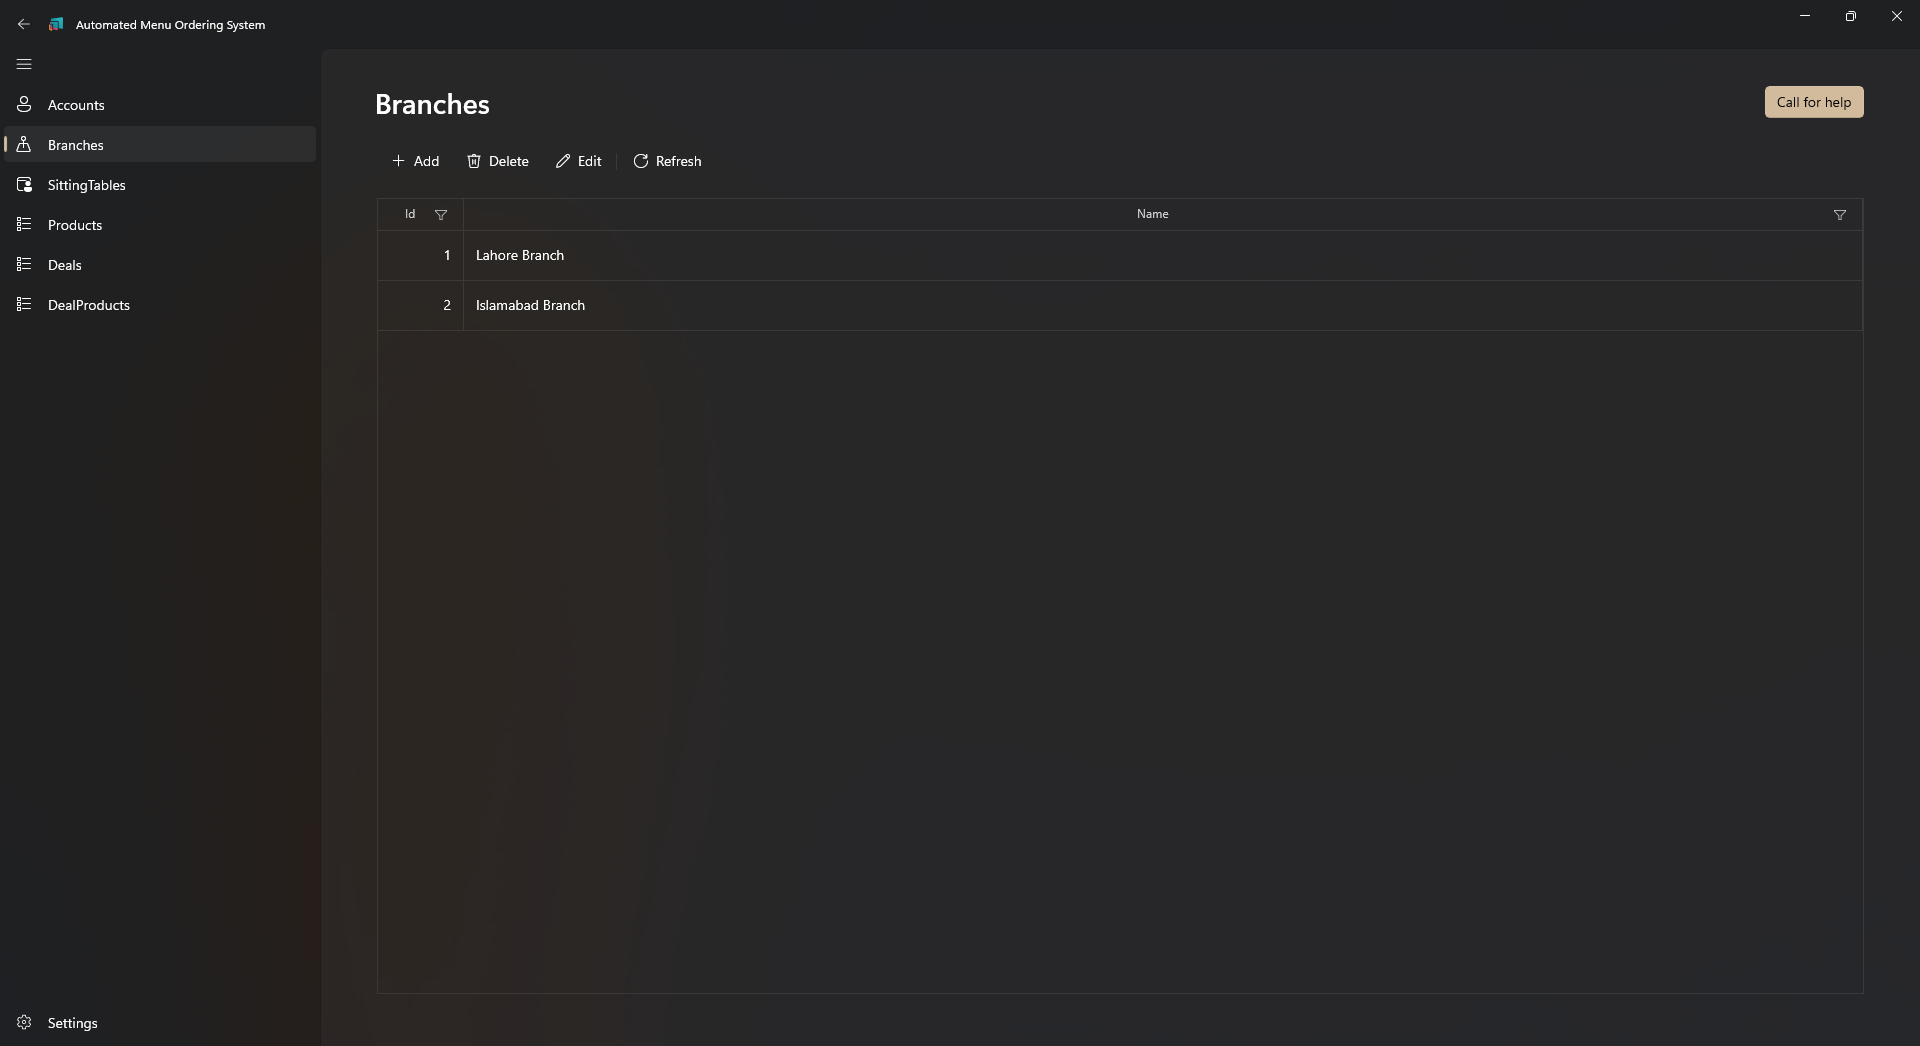 Automated Menu Ordering System
Accounts
Branches
SittingTables
Products
Deals
DealProducts
Settings
Branches
Call for help
Add Delete Edit Refresh
Id Name
1 Lahore Branch
2 Islamabad Branch